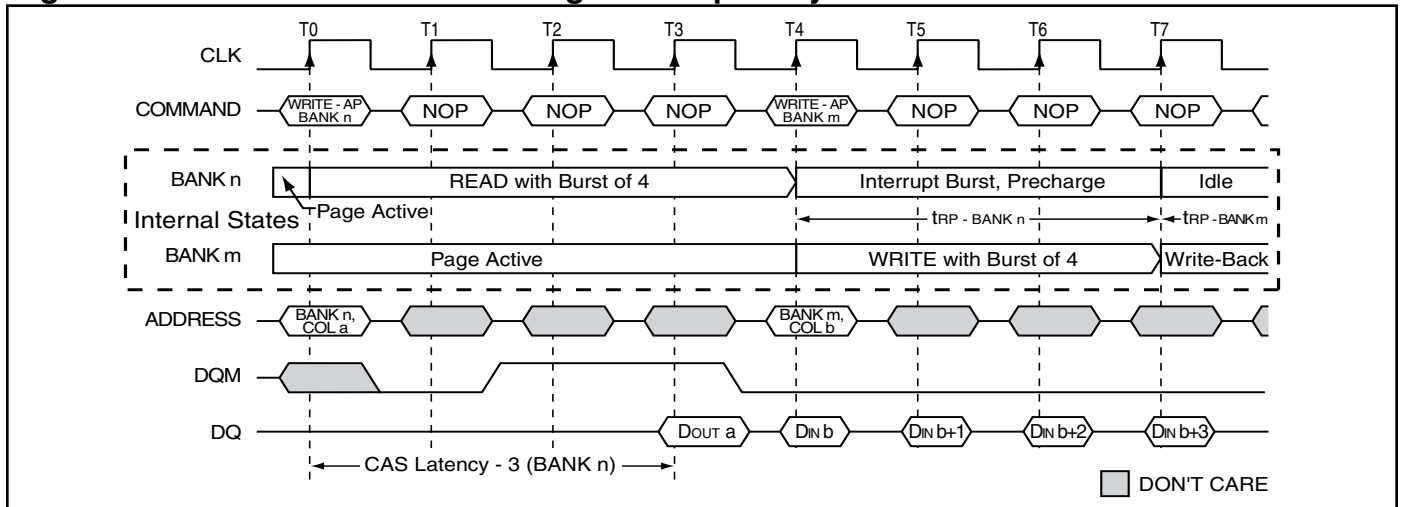 T0 T1 T2 T3 T4 T5 T6 T7
CLK
COMMAND WRITE - AP BANK n NOP NOP NOP WRITE - AP BANK m NOP NOP NOP
BANK n READ with Burst of 4 Interrupt Burst, Precharge Idle
Internal States Page Active tRP - BANK n tRP - BANK m
BANK m Page Active WRITE with Burst of 4 Write-Back
ADDRESS BANK n, COL a BANK m, COL b
DQM
DQ DOUT a DIN b DIN b+1 DIN b+2 DIN b+3
CAS Latency - 3 (BANK n)
DON'T CARE